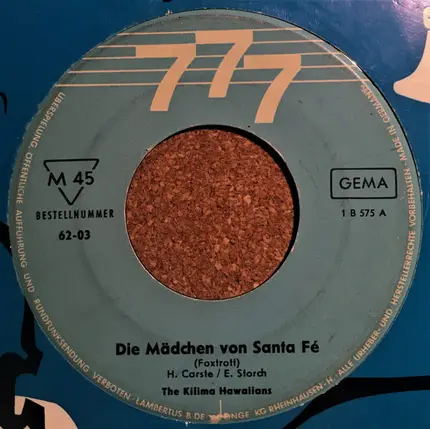 777
M 45
BESTELLNUMMER
62-03
GEMA
1 B 575 A
Die Mädchen von Santa Fé
(Foxtrott)
H. Carste / E. Storch
The Kilima Hawaiians
ÜBERSPIELUNG, ÖFFENTLICHE AUFFÜHRUNG UND RUNDFUNKSENDUNG VERBOTEN - LAMBERTUS B. DE KG RHEINHAUSEN - H. ALLE URHEBER- UND HERSTELLERRECHTE VORBEHALTEN. MADE IN GERMANY